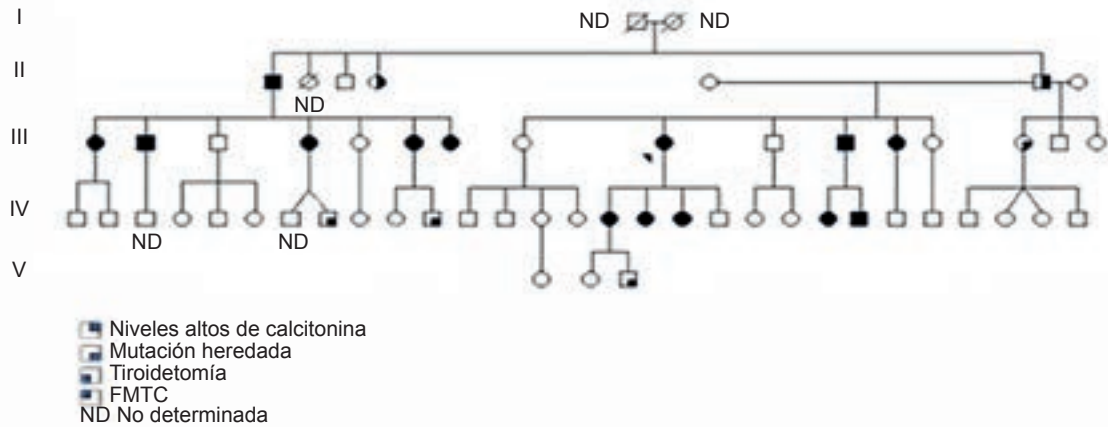 I
ND ND
II
ND
III
IV
ND ND
V
Niveles altos de calcitonina
Mutación heredada
Tiroidetomía
FMTC
ND No determinada